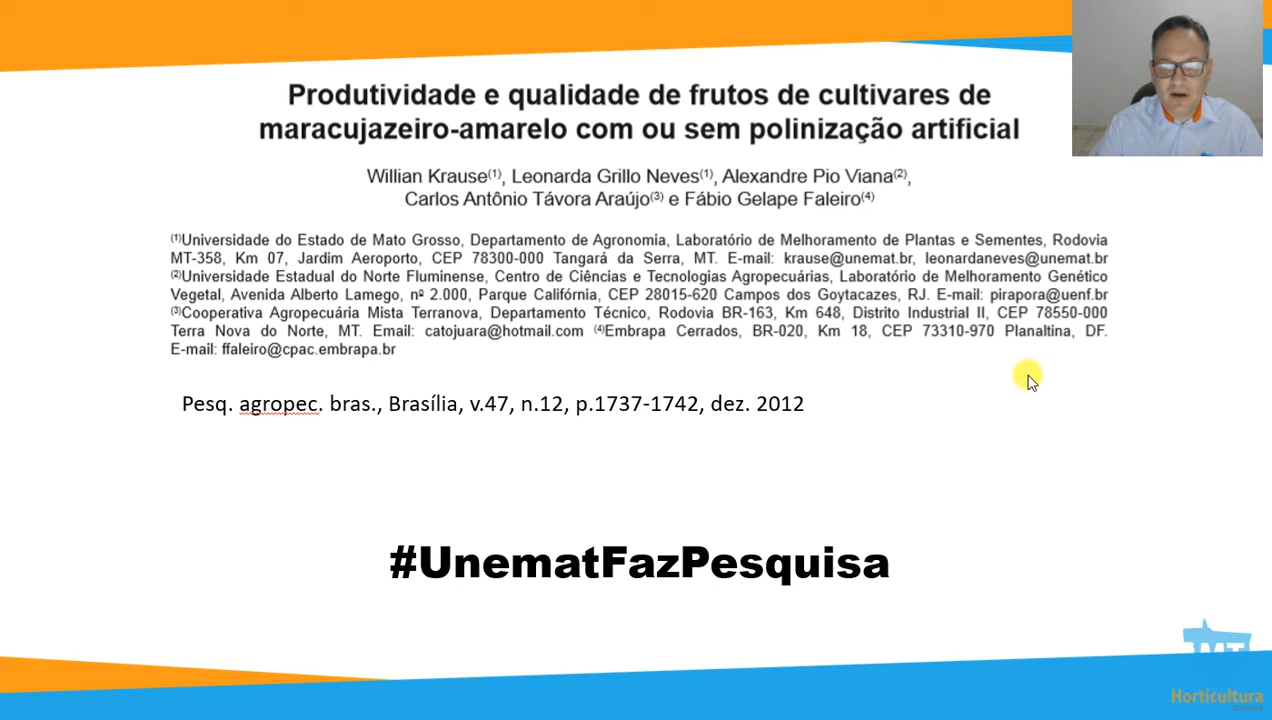 Produtividade e qualidade de frutos de cultivares de
maracujazeiro-amarelo com ou sem polinização artificial
Willian Krause(1), Leonarda Grillo Neves(1), Alexandre Pio Viana(2),
Carlos Antônio Távora Araújo(3) e Fábio Gelape Faleiro(4)
(1)Universidade do Estado de Mato Grosso, Departamento de Agronomia, Laboratório de Melhoramento de Plantas e Sementes, Rodovia
MT-358, Km 07, Jardim Aeroporto, CEP 78300-000 Tangará da Serra, MT. E-mail: krause@unemat.br, leonardaneves@unemat.br
(2)Universidade Estadual do Norte Fluminense, Centro de Ciências e Tecnologias Agropecuárias, Laboratório de Melhoramento Genético
Vegetal, Avenida Alberto Lamego, nº 2.000, Parque Califórnia, CEP 28015-620 Campos dos Goytacazes, RJ. E-mail: pirapora@uenf.br
(3)Cooperativa Agropecuária Mista Terranova, Departamento Técnico, Rodovia BR-163, Km 648, Distrito Industrial II, CEP 78550-000
Terra Nova do Norte, MT. Email: catojuara@hotmail.com (4)Embrapa Cerrados, BR-020, Km 18, CEP 73310-970 Planaltina, DF.
E-mail: ffaleiro@cpac.embrapa.br
Pesq. agropec. bras., Brasília, v.47, n.12, p.1737-1742, dez. 2012
#UnematFazPesquisa
MT
Horticultura